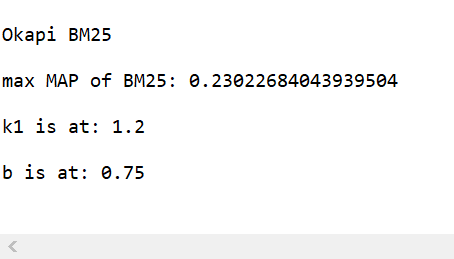 Okapi BM25
max MAP of BM25: 0.23022684043939504
k1 is at: 1.2
b is at: 0.75